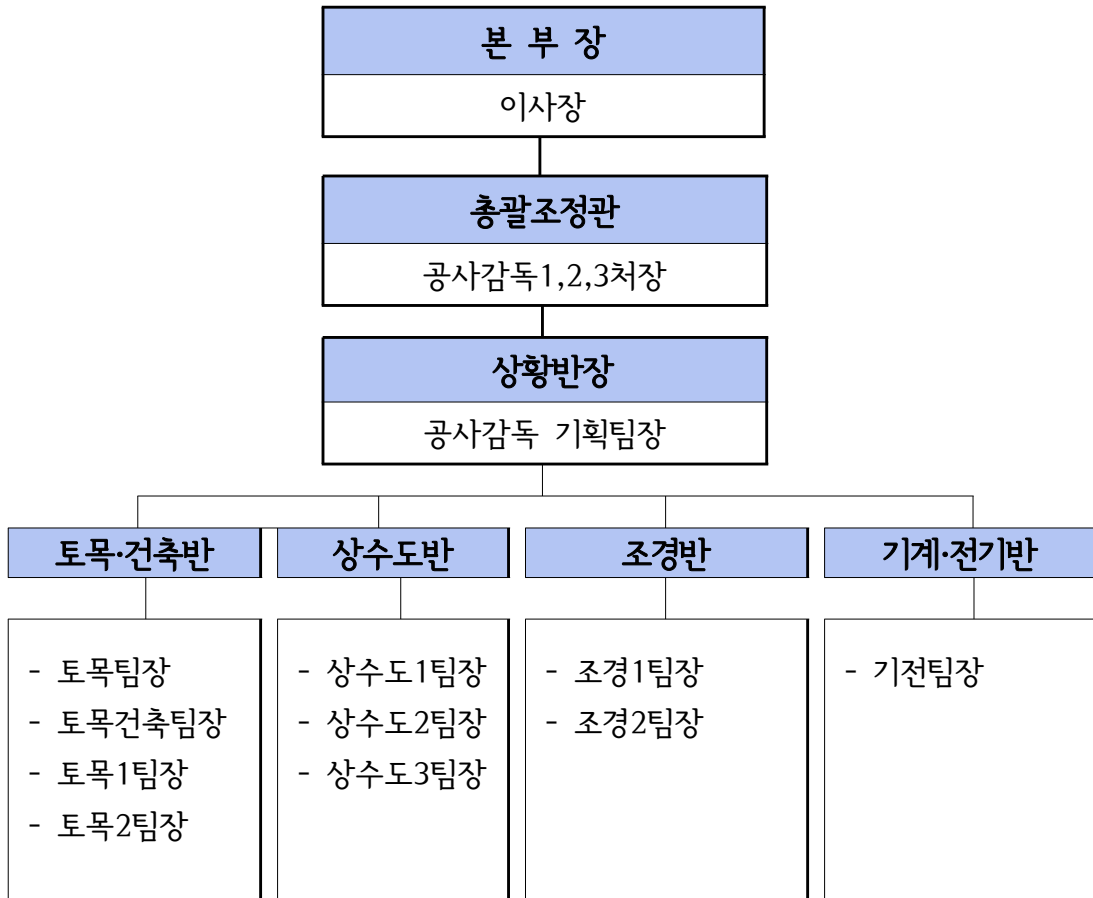 본 부 장
이사장
총괄조정관
공사감독1,2,3처장
상황반장
공사감독 기획팀장
토목·건축반
상수도반
조경반
기계·전기반
- 토목팀장
- 토목건축팀장
- 토목1팀장
- 토목2팀장
- 상수도1팀장
- 상수도2팀장
- 상수도3팀장
- 조경1팀장
- 조경2팀장
- 기전팀장